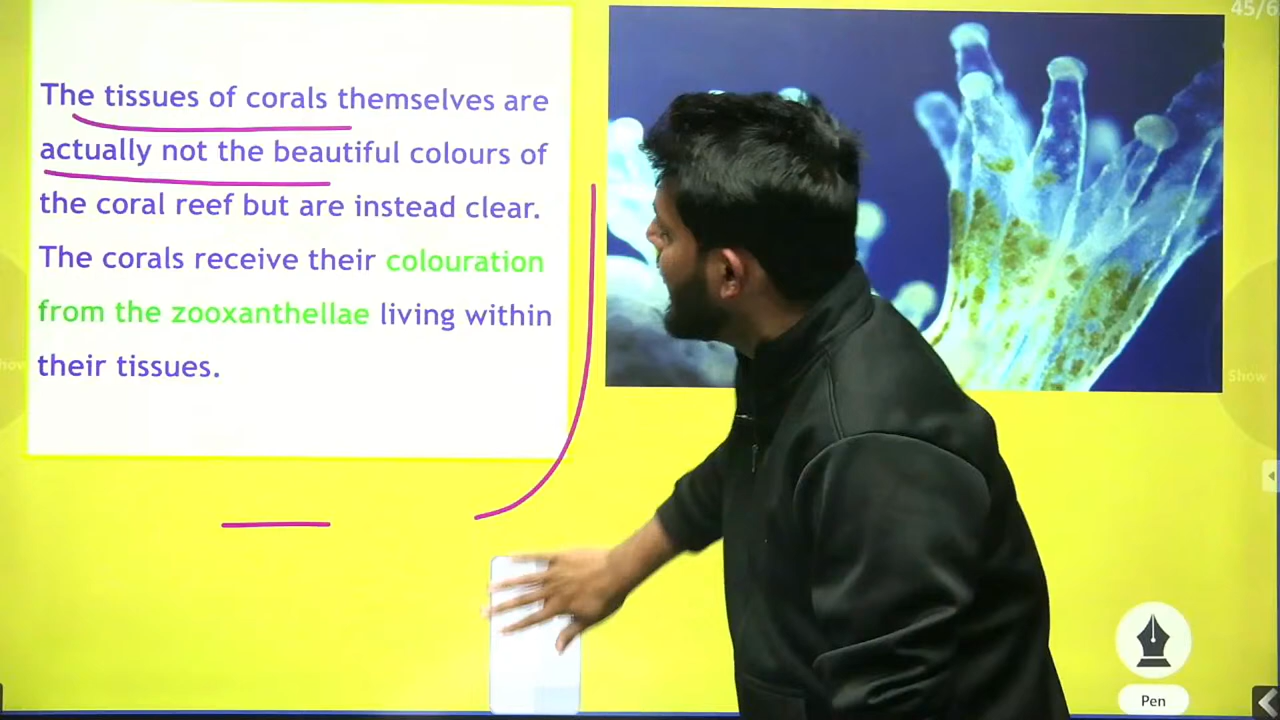 45/6
The tissues of corals themselves are
actually not the beautiful colours of
the coral reef but are instead clear.
The corals receive their colouration
from the zooxanthellae living within
their tissues.
Show
Pen